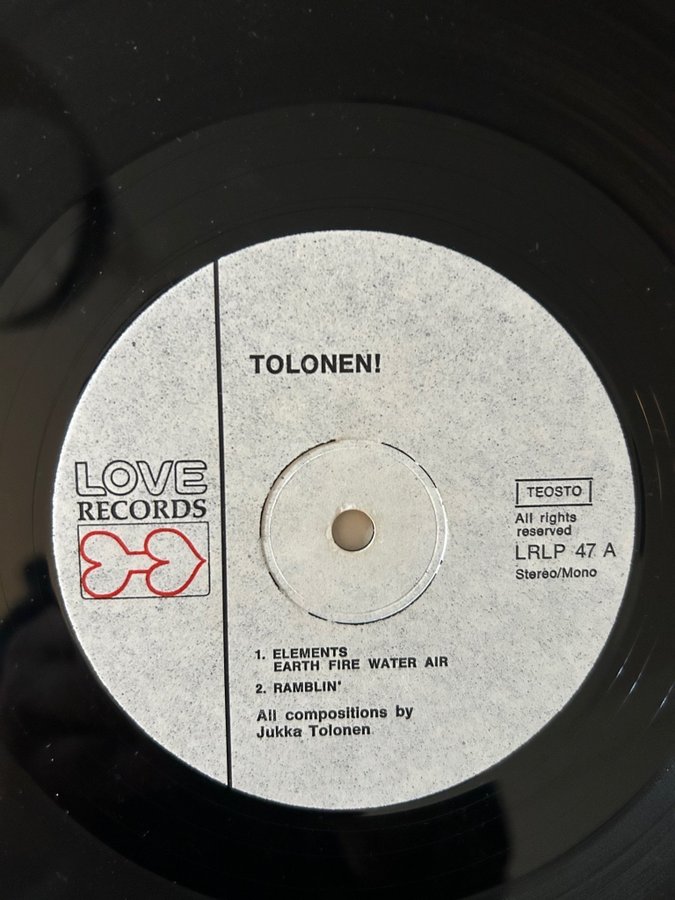 TOLONEN!
LOVE
RECORDS
TEOSTO
All rights
reserved
LRLP 47 A
Stereo/Mono
1. ELEMENTS
EARTH FIRE WATER AIR
2. RAMBLIN'
All compositions by
Jukka Tolonen